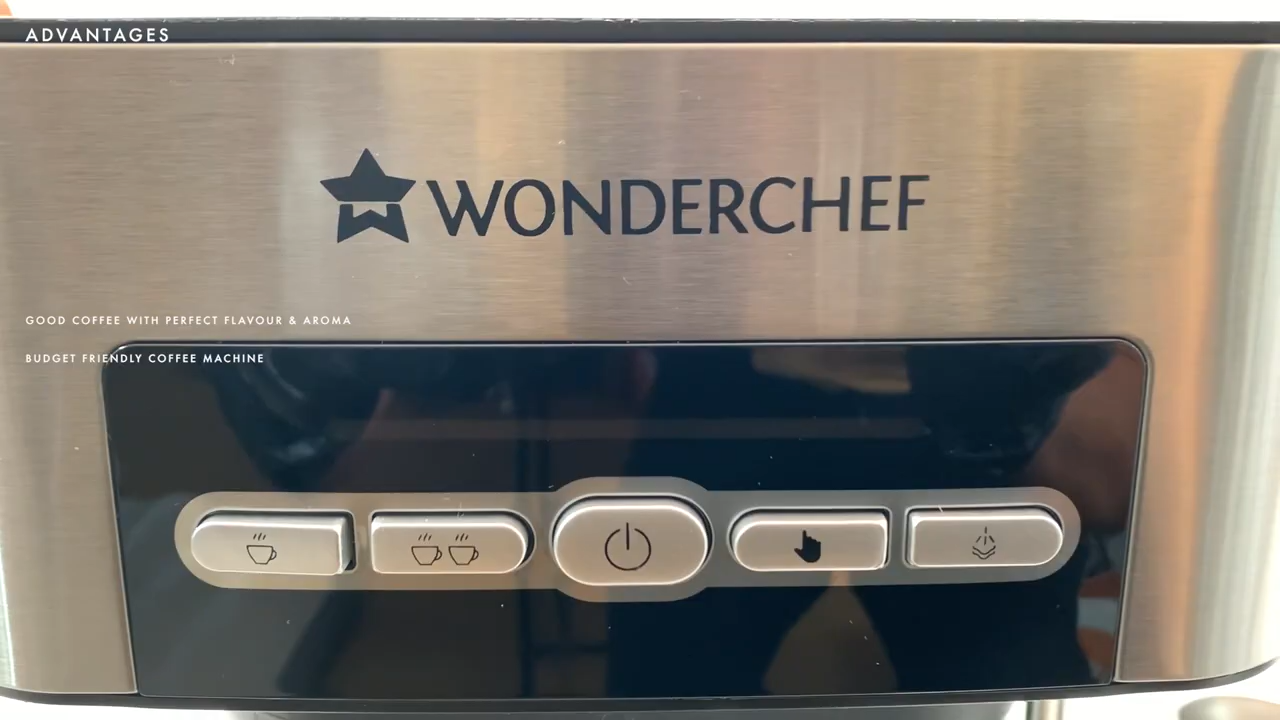 ADVANTAGES
WONDERCHEF
GOOD COFFEE WITH PERFECT FLAVOUR & AROMA
BUDGET FRIENDLY COFFEE MACHINE